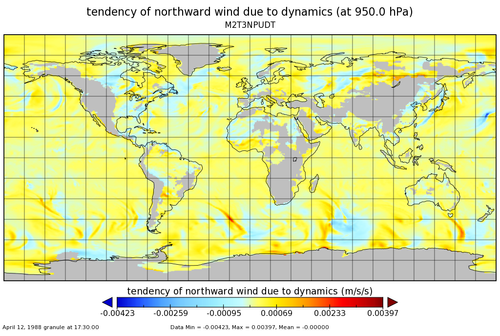 tendency of northward wind due to dynamics (at 950.0 hPa)
M2T3NPUDT
tendency of northward wind due to dynamics (m/s/s)
-0.00423 -0.00259 -0.00095 0.00069 0.00233 0.00397
April 12, 1988 granule at 17:30:00 Data Min = -0.00423, Max = 0.00397, Mean = -0.00000